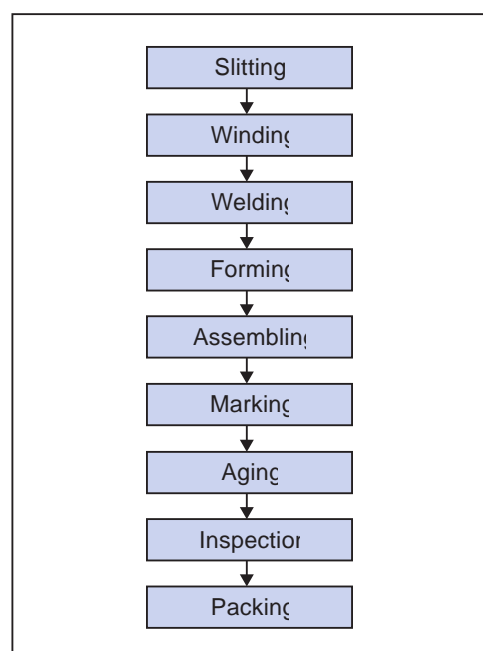 Slitting
Winding
Welding
Forming
Assembling
Marking
Aging
Inspection
Packing